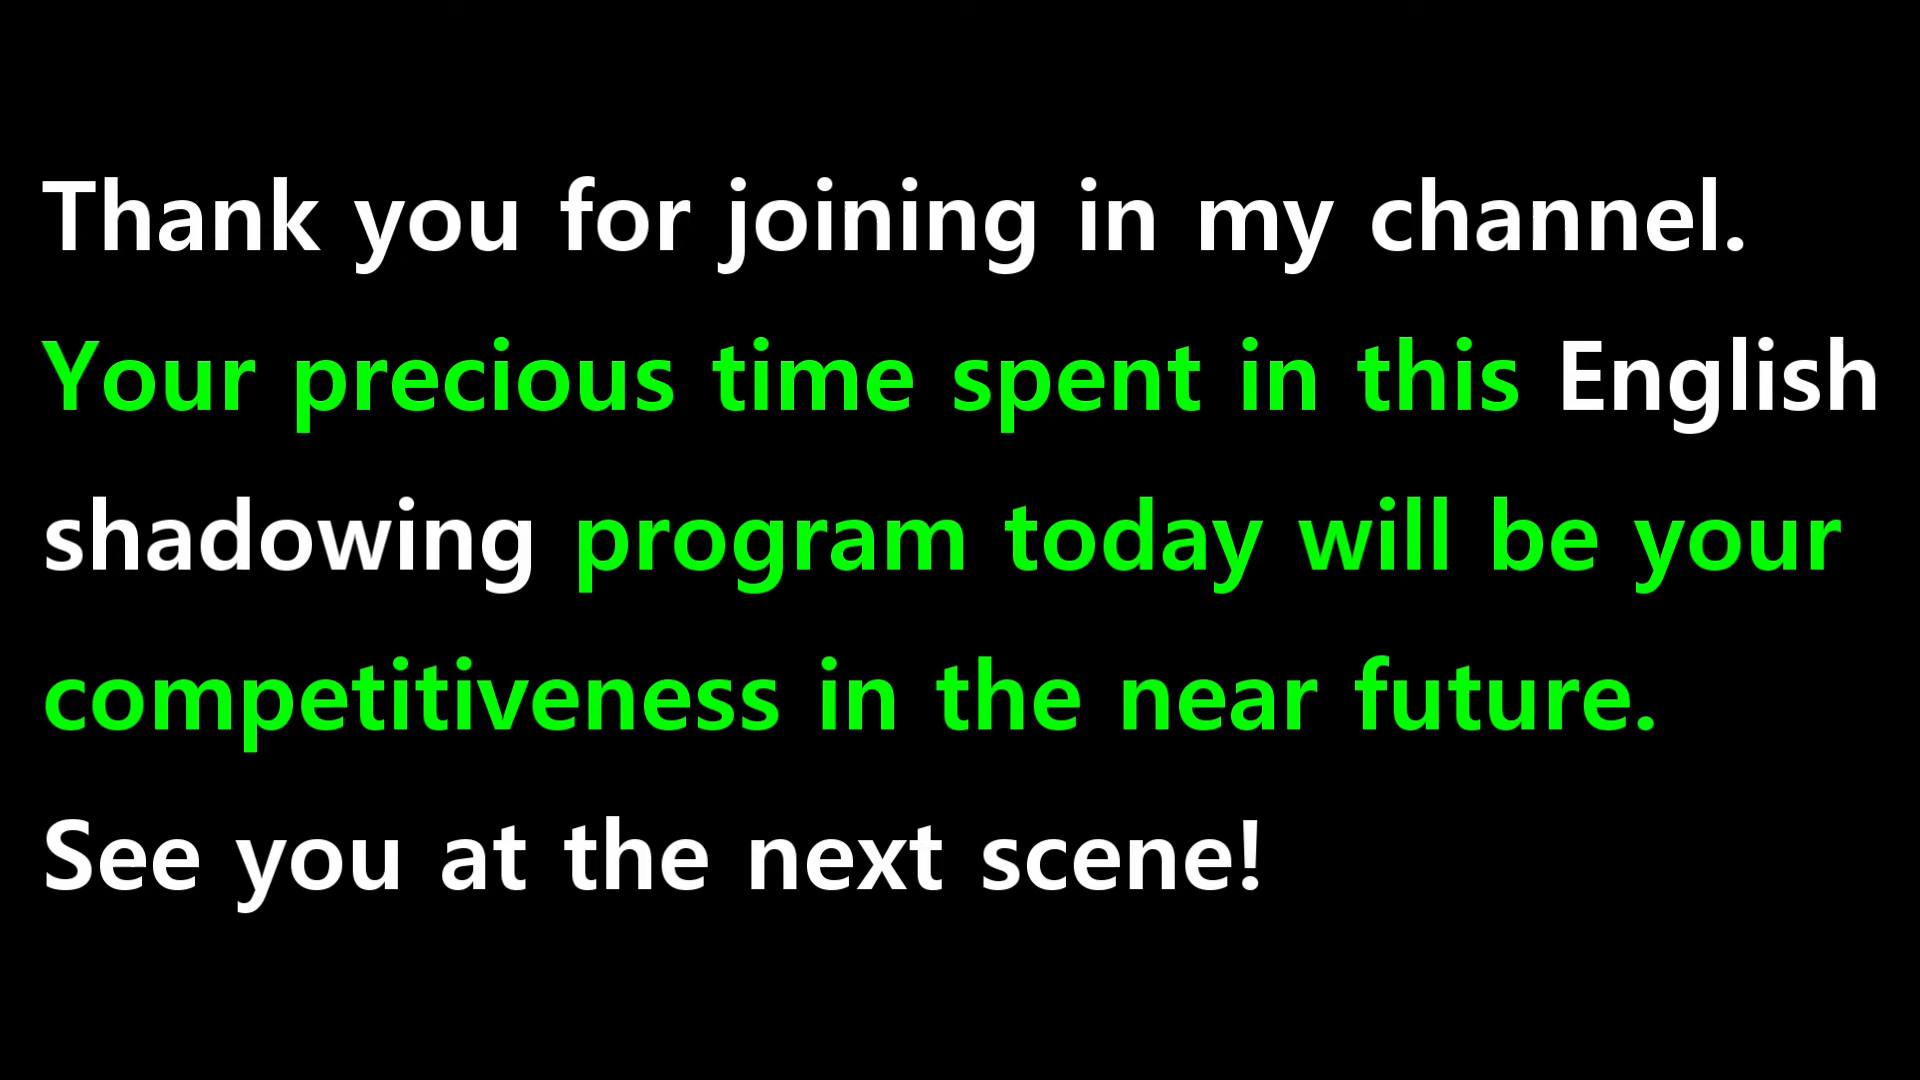 Thank you for joining in my channel.
Your precious time spent in this English
shadowing program today will be your
competitiveness in the near future.
See you at the next scene!